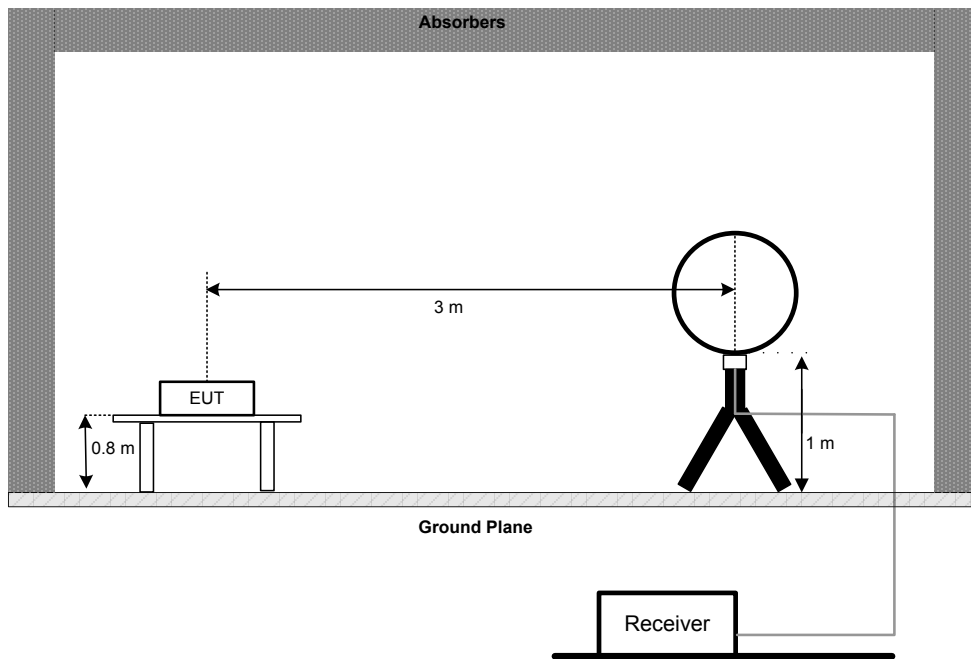 Absorbers
3 m
EUT
0.8 m
1 m
Ground Plane
Receiver